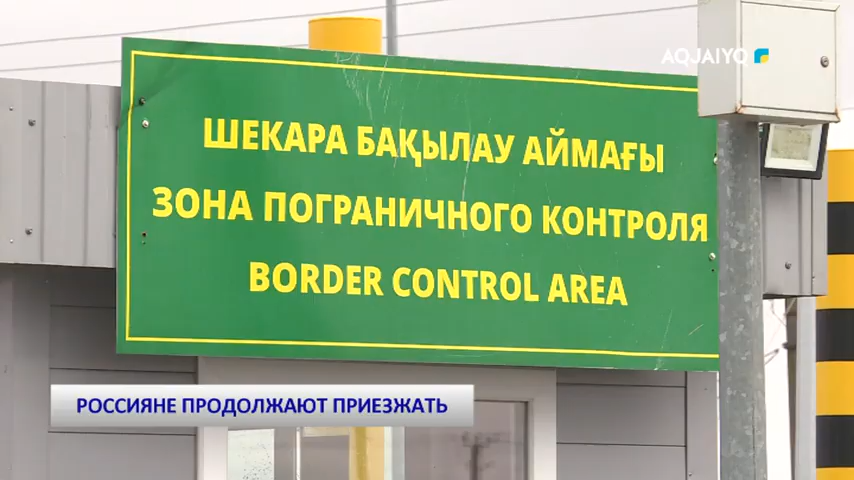 AQJAIYQ
ШЕКАРА БАҚЫЛАУ АЙМАҒЫ
ЗОНА ПОГРАНИЧНОГО КОНТРОЛЯ
BORDER CONTROL AREA
РОССИЯНЕ ПРОДОЛЖАЮТ ПРИЕЗЖАТЬ